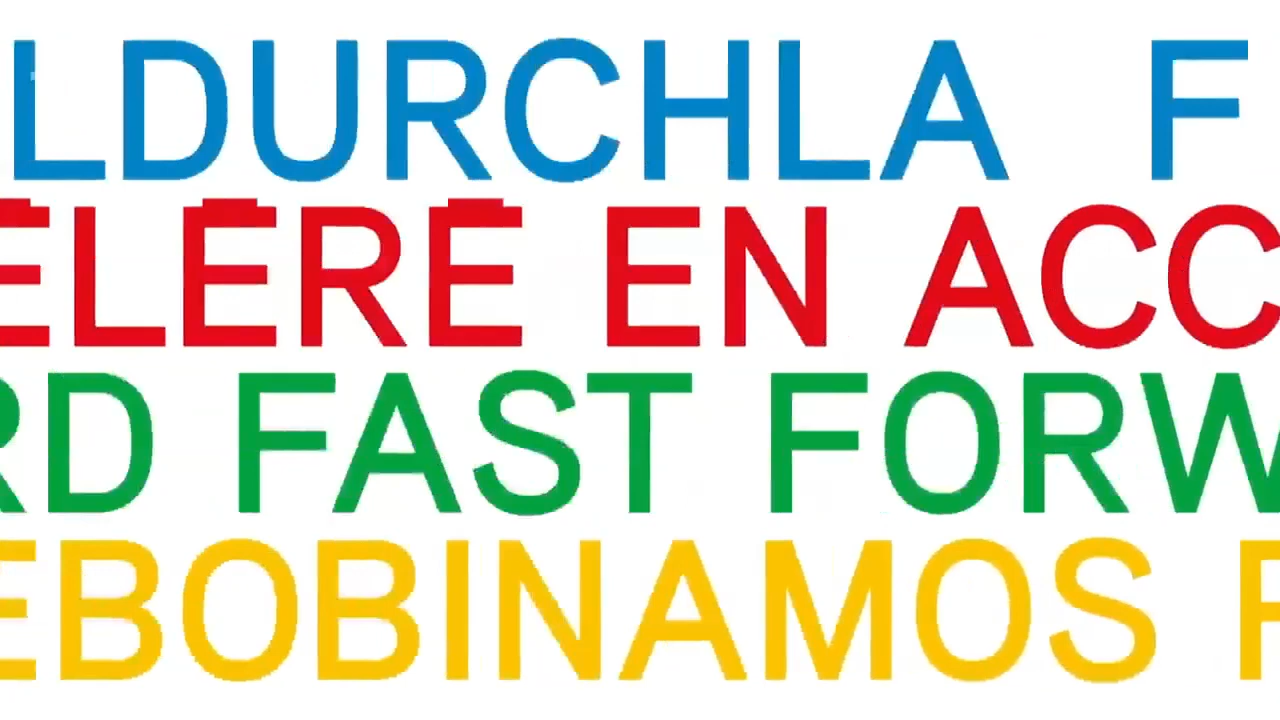 LDURCHLA F
ÉLÉRÉ EN ACC
RD FAST FORW
EBOBINAMOS R